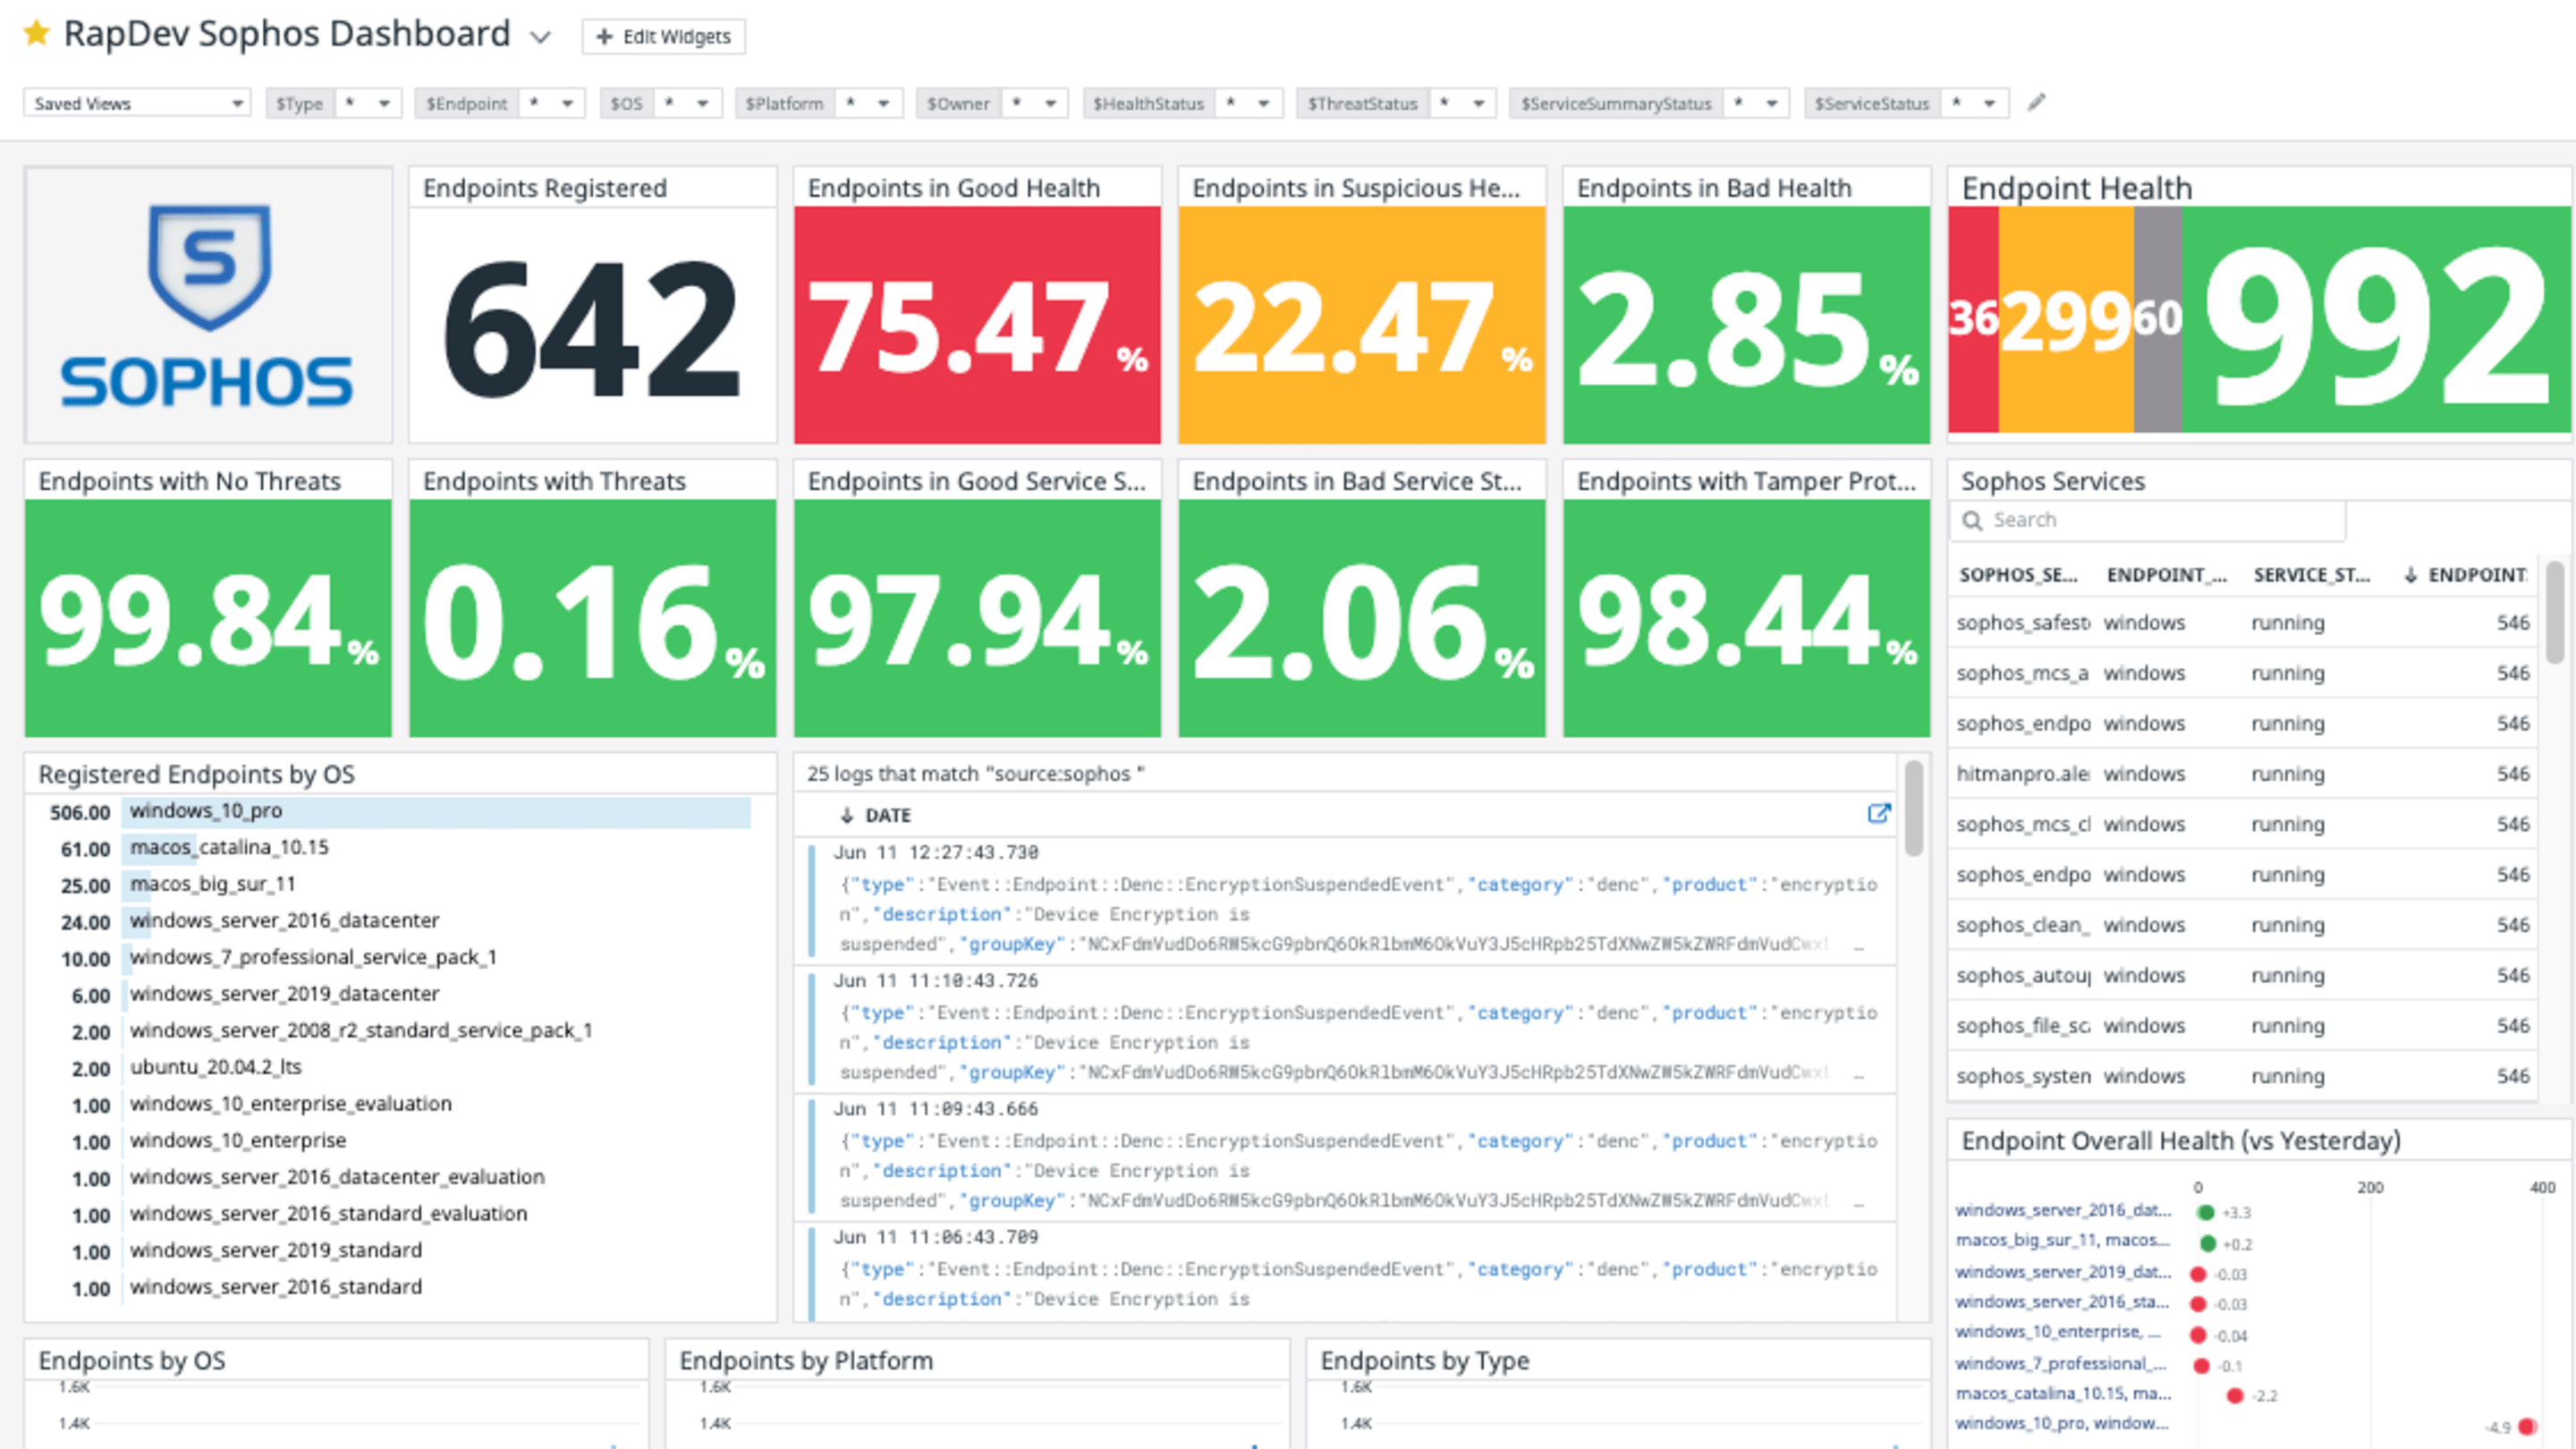 RapDev Sophos Dashboard
+ Edit Widgets
Saved Views
$Type *
$Endpoint *
$OS *
$Platform *
$Owner *
$HealthStatus *
$ThreatStatus *
$ServiceSummaryStatus *
$ServiceStatus *
S
SOPHOS
Endpoints Registered
642
Endpoints in Good Health
75.47%
Endpoints in Suspicious He...
22.47%
Endpoints in Bad Health
2.85%
Endpoint Health
36 299 60 992
Endpoints with No Threats
99.84%
Endpoints with Threats
0.16%
Endpoints in Good Service S...
97.94%
Endpoints in Bad Service St...
2.06%
Endpoints with Tamper Prot...
98.44%
Sophos Services
Search
SOPHOS_SE... ENDPOINT_... SERVICE_ST... ↓ ENDPOINT
sophos_safest windows running 546
sophos_mcs_a windows running 546
sophos_endpo windows running 546
hitmanpro.ale windows running 546
sophos_mcs_cl windows running 546
sophos_endpo windows running 546
sophos_clean_ windows running 546
sophos_autoup windows running 546
sophos_file_sc windows running 546
sophos_system windows running 546
Registered Endpoints by OS
506.00 windows_10_pro
61.00 macos_catalina_10.15
25.00 macos_big_sur_11
24.00 windows_server_2016_datacenter
10.00 windows_7_professional_service_pack_1
6.00 windows_server_2019_datacenter
2.00 windows_server_2008_r2_standard_service_pack_1
2.00 ubuntu_20.04.2_lts
1.00 windows_10_enterprise_evaluation
1.00 windows_10_enterprise
1.00 windows_server_2016_datacenter_evaluation
1.00 windows_server_2016_standard_evaluation
1.00 windows_server_2019_standard
1.00 windows_server_2016_standard
25 logs that match "source:sophos "
↓ DATE
Jun 11 12:27:43.730
{"type":"Event::Endpoint::Denc::EncryptionSuspendedEvent","category":"denc","product":"encryptio
n","description":"Device Encryption is
suspended","groupKey":"NCxFdmVudDo6RW5kcG9pbnQ6OkRlbmM6OkVuY3J5cHRpb25TdXNwZW5kZWRFdmVudCwxl ...
Jun 11 11:10:43.726
{"type":"Event::Endpoint::Denc::EncryptionSuspendedEvent","category":"denc","product":"encryptio
n","description":"Device Encryption is
suspended","groupKey":"NCxFdmVudDo6RW5kcG9pbnQ6OkRlbmM6OkVuY3J5cHRpb25TdXNwZW5kZWRFdmVudCwxl ...
Jun 11 11:09:43.666
{"type":"Event::Endpoint::Denc::EncryptionSuspendedEvent","category":"denc","product":"encryptio
n","description":"Device Encryption is
suspended","groupKey":"NCxFdmVudDo6RW5kcG9pbnQ6OkRlbmM6OkVuY3J5cHRpb25TdXNwZW5kZWRFdmVudCwxl ...
Jun 11 11:06:43.709
{"type":"Event::Endpoint::Denc::EncryptionSuspendedEvent","category":"denc","product":"encryptio
n","description":"Device Encryption is
Endpoint Overall Health (vs Yesterday)
0 200 400
windows_server_2016_dat... +3.3
macos_big_sur_11, macos... +0.2
windows_server_2019_dat... -0.03
windows_server_2016_sta... -0.03
windows_10_enterprise, ... -0.04
windows_7_professional_... -0.1
macos_catalina_10.15, ma... -2.2
windows_10_pro, window... -4.9
Endpoints by OS
1.6K
1.4K
Endpoints by Platform
1.6K
1.4K
Endpoints by Type
1.6K
1.4K